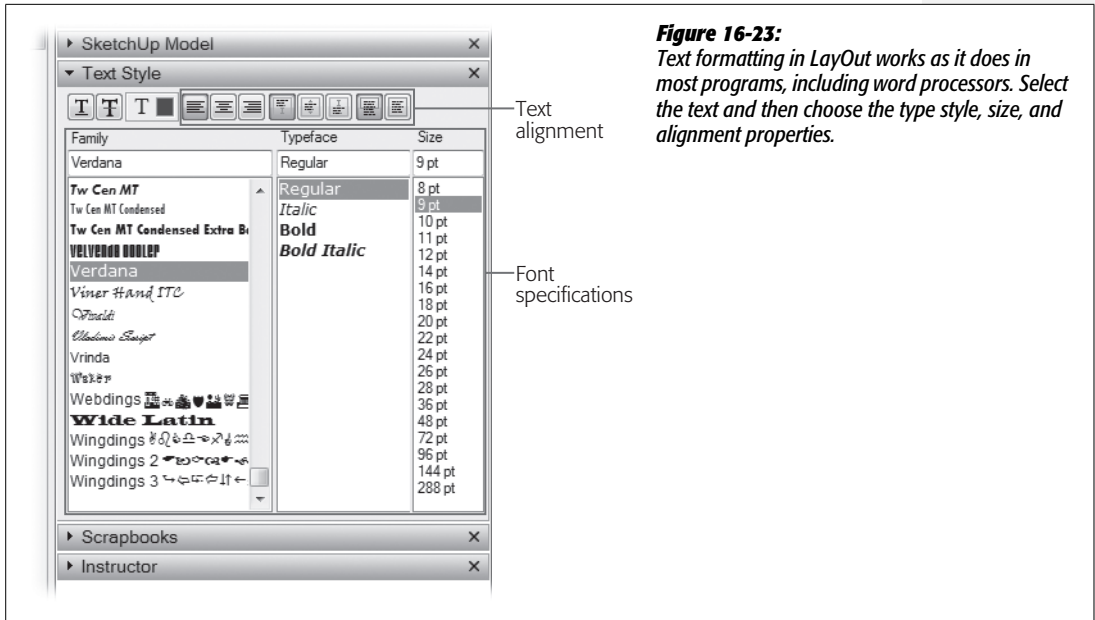 SketchUp Model
Text Style
T T T
Family
Typeface
Size
Verdana
Regular
9 pt
Tw Cen MT
Tw Cen MT Condensed
Tw Cen MT Condensed Extra
Verdana
Viner Hand ITC
Vivaldi
Vladimir Script
Vrinda
Webdings
Wide Latin
Wingdings
Wingdings 2
Wingdings 3
Regular
Italic
Bold
Bold Italic
8 pt
9 pt
10 pt
11 pt
12 pt
14 pt
16 pt
18 pt
20 pt
22 pt
24 pt
26 pt
28 pt
36 pt
48 pt
72 pt
96 pt
144 pt
288 pt
Scrapbooks
Instructor
Text
alignment
Font
specifications
Figure 16-23:
Text formatting in LayOut works as it does in
most programs, including word processors. Select
the text and then choose the type style, size, and
alignment properties.